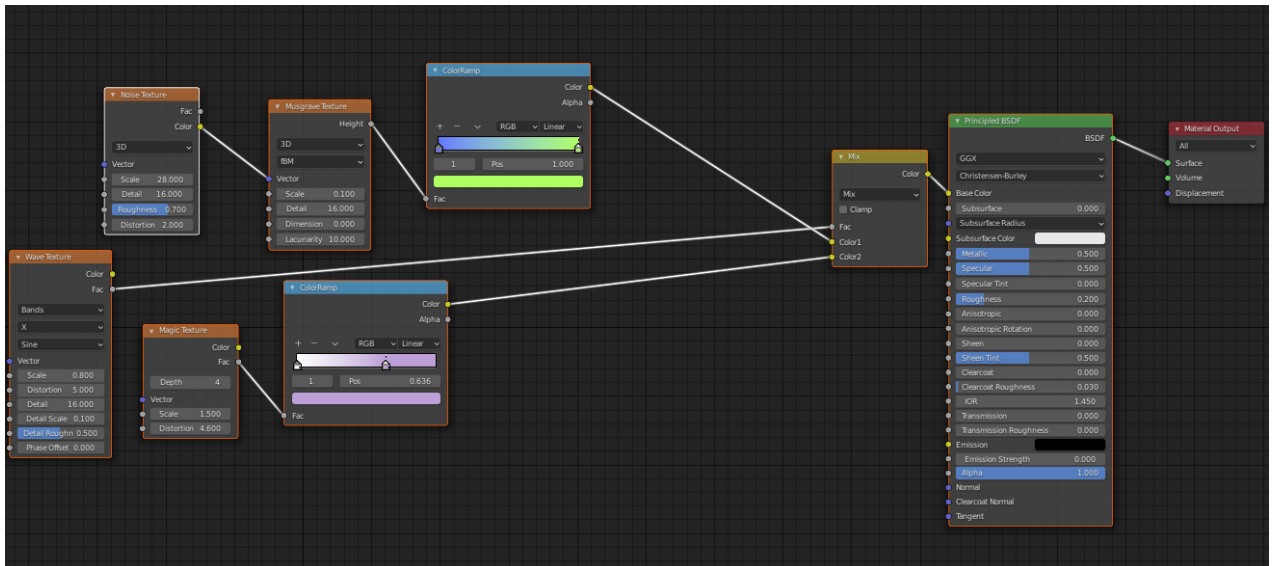 Noise Texture
Fac
Color
3D
Vector
Scale 28.000
Detail 16.000
Roughness 0.700
Distortion 2.000
Musgrave Texture
Height
3D
fBM
Vector
Scale 0.100
Detail 16.000
Dimension 0.000
Lacunarity 10.000
ColorRamp
Color
Alpha
+ − RGB Linear
1 Pos 1.000
Fac
Wave Texture
Color
Fac
Bands
X
Sine
Vector
Scale 0.800
Distortion 5.000
Detail 16.000
Detail Scale 0.100
Detail Roughn 0.500
Phase Offset 0.000
Magic Texture
Color
Fac
Depth 4
Vector
Scale 1.500
Distortion 4.600
ColorRamp
Color
Alpha
+ − RGB Linear
1 Pos 0.636
Fac
Mix
Color
Mix
Clamp
Fac
Color1
Color2
Principled BSDF
BSDF
GGX
Christensen-Burley
Base Color
Subsurface 0.000
Subsurface Radius
Subsurface Color
Metallic 0.500
Specular 0.500
Specular Tint 0.000
Roughness 0.200
Anisotropic 0.000
Anisotropic Rotation 0.000
Sheen 0.000
Sheen Tint 0.500
Clearcoat 0.000
Clearcoat Roughness 0.030
IOR 1.450
Transmission 0.000
Transmission Roughness 0.000
Emission
Emission Strength 0.000
Alpha 1.000
Normal
Clearcoat Normal
Tangent
Material Output
All
Surface
Volume
Displacement